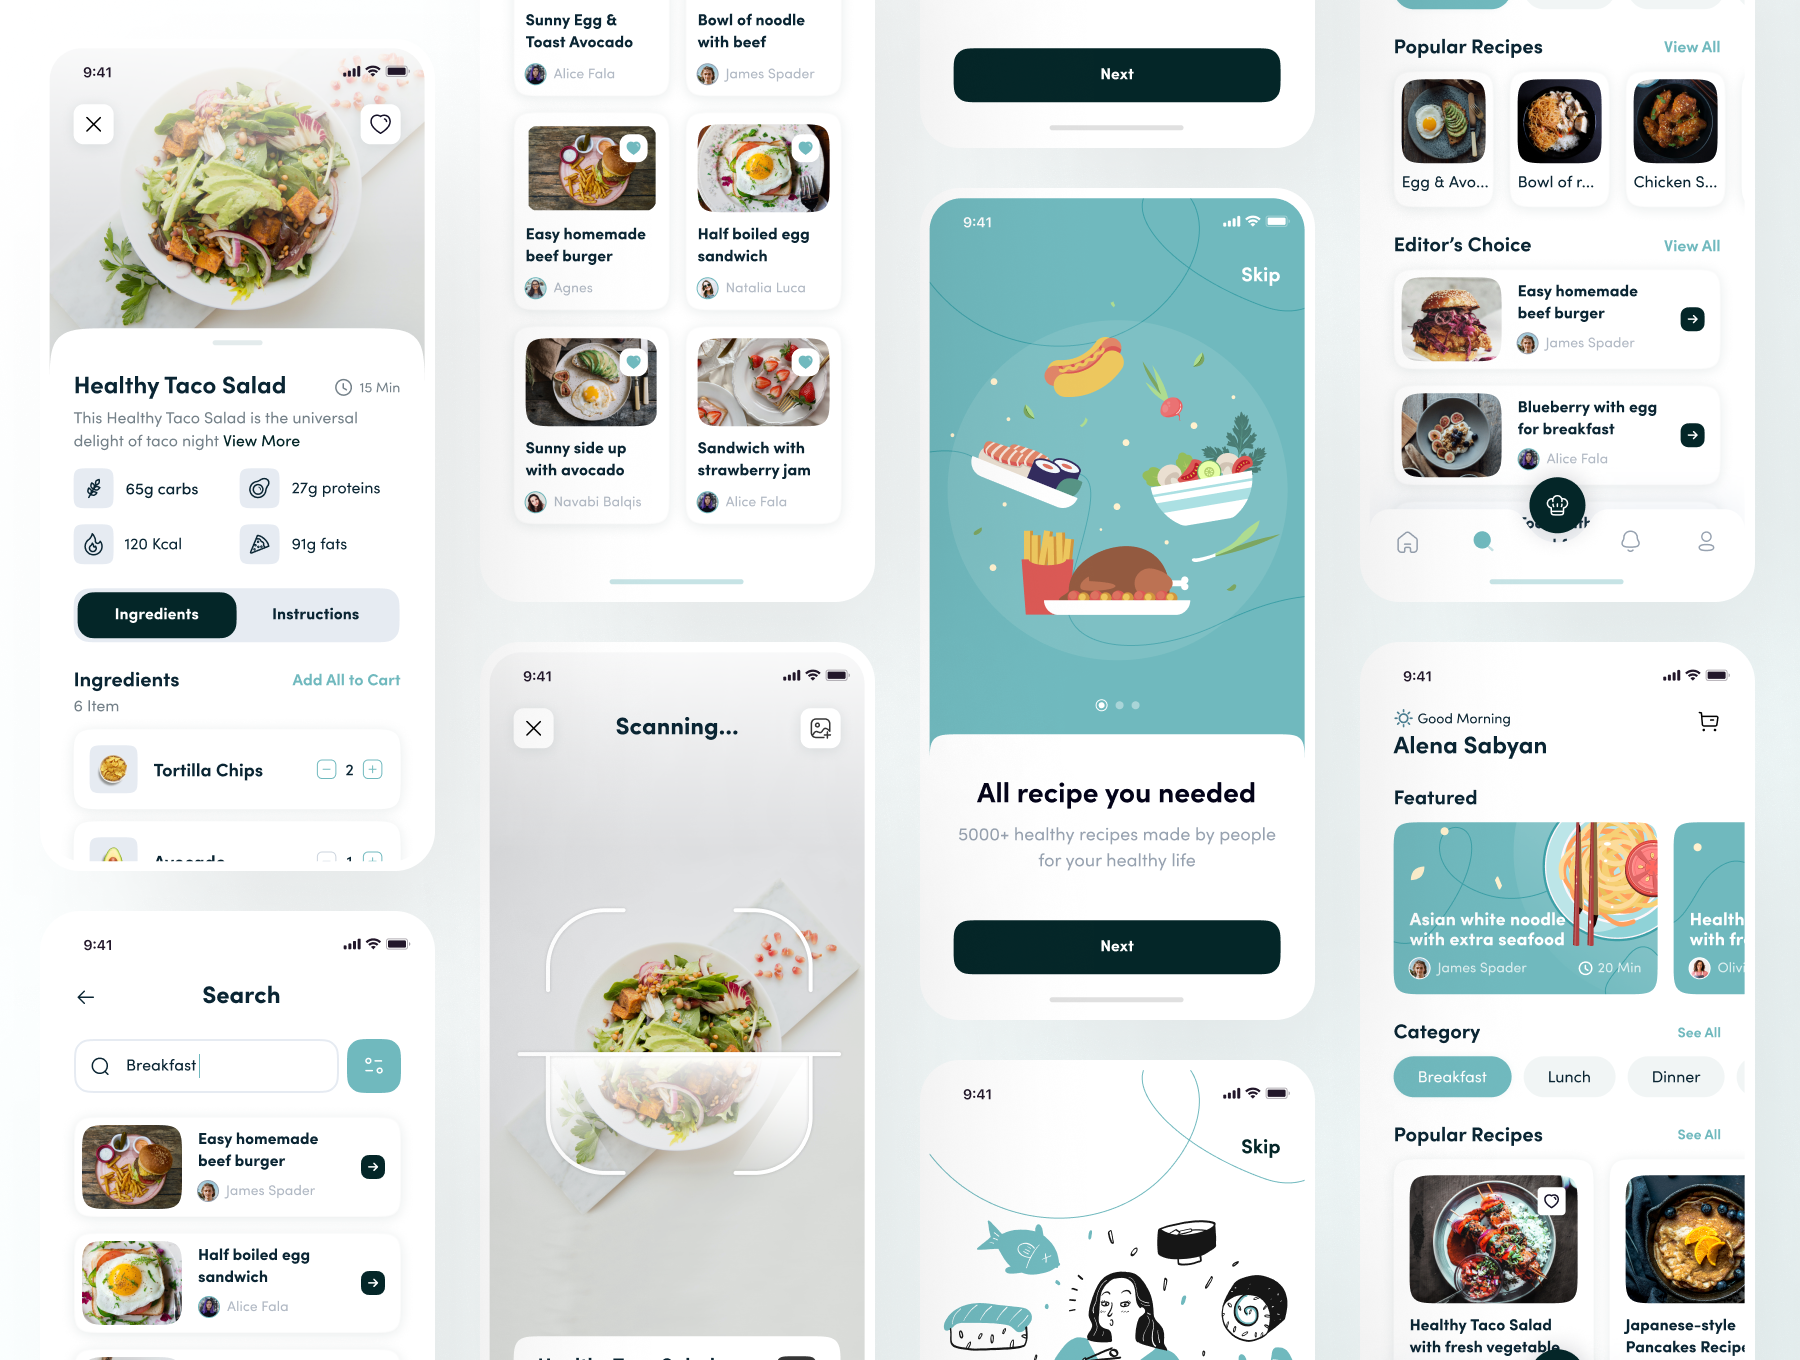 9:41
Healthy Taco Salad
15 Min
This Healthy Taco Salad is the universal
delight of taco night View More
65g carbs
27g proteins
120 Kcal
91g fats
Ingredients
Instructions
Ingredients
Add All to Cart
6 Item
Tortilla Chips
2
Avocado
1
9:41
Search
Breakfast
Easy homemade
beef burger
James Spader
Half boiled egg
sandwich
Alice Fala
Sunny Egg &
Toast Avocado
Alice Fala
Bowl of noodle
with beef
James Spader
Easy homemade
beef burger
Agnes
Half boiled egg
sandwich
Natalia Luca
Sunny side up
with avocado
Navabi Balqis
Sandwich with
strawberry jam
Alice Fala
9:41
Scanning...
Next
9:41
Skip
All recipe you needed
5000+ healthy recipes made by people
for your healthy life
Next
9:41
Skip
Popular Recipes
View All
Egg & Avo...
Bowl of r...
Chicken S...
Editor's Choice
View All
Easy homemade
beef burger
James Spader
Blueberry with egg
for breakfast
Alice Fala
9:41
Good Morning
Alena Sabyan
Featured
Asian white noodle
with extra seafood
James Spader
20 Min
Health
with fr
Olivi
Category
See All
Breakfast
Lunch
Dinner
Popular Recipes
See All
Healthy Taco Salad
with fresh vegetable
Japanese-style
Pancakes Recipe